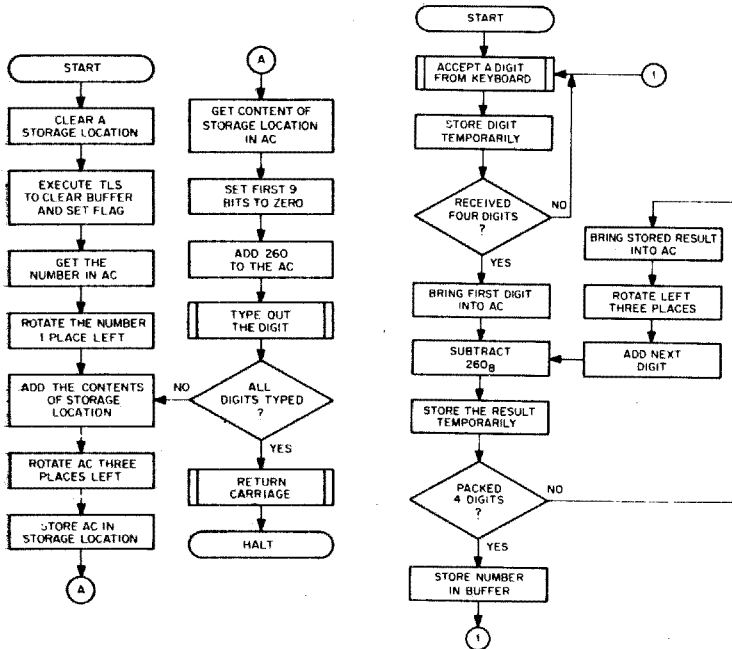 START
CLEAR A
STORAGE LOCATION
EXECUTE TLS
TO CLEAR BUFFER
AND SET FLAG
GET THE
NUMBER IN AC
ROTATE THE NUMBER
1 PLACE LEFT
ADD THE CONTENTS
OF STORAGE
LOCATION
ROTATE AC THREE
PLACES LEFT
STORE AC IN
STORAGE LOCATION
A
A
GET CONTENT OF
STORAGE LOCATION
IN AC
SET FIRST 9
BITS TO ZERO
ADD 260
TO THE AC
TYPE OUT
THE DIGIT
ALL
DIGITS TYPED
?
NO
YES
RETURN
CARRIAGE
HALT
START
ACCEPT A DIGIT
FROM KEYBOARD
1
STORE DIGIT
TEMPORARILY
RECEIVED
FOUR DIGITS
?
NO
YES
BRING FIRST DIGIT
INTO AC
SUBTRACT
260₈
STORE THE RESULT
TEMPORARILY
PACKED
4 DIGITS
?
NO
YES
STORE NUMBER
IN BUFFER
1
BRING STORED RESULT
INTO AC
ROTATE LEFT
THREE PLACES
ADD NEXT
DIGIT